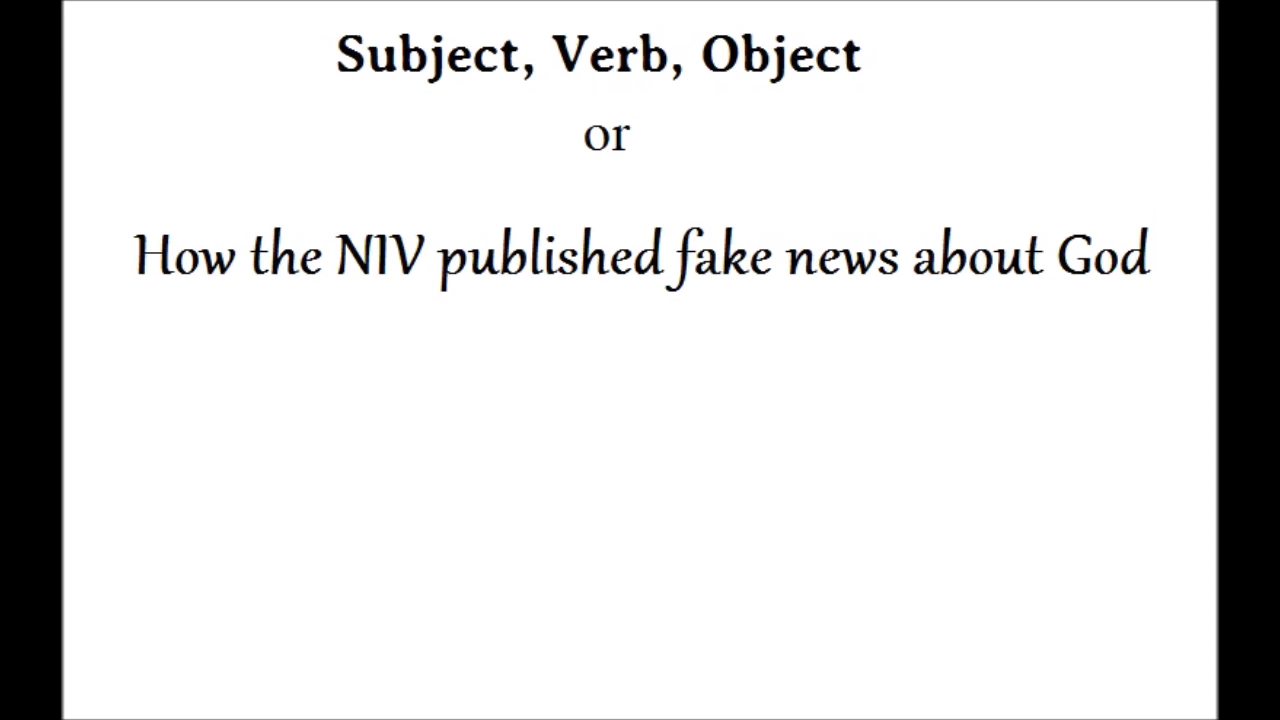 Subject, Verb, Object
or
How the NIV published fake news about God